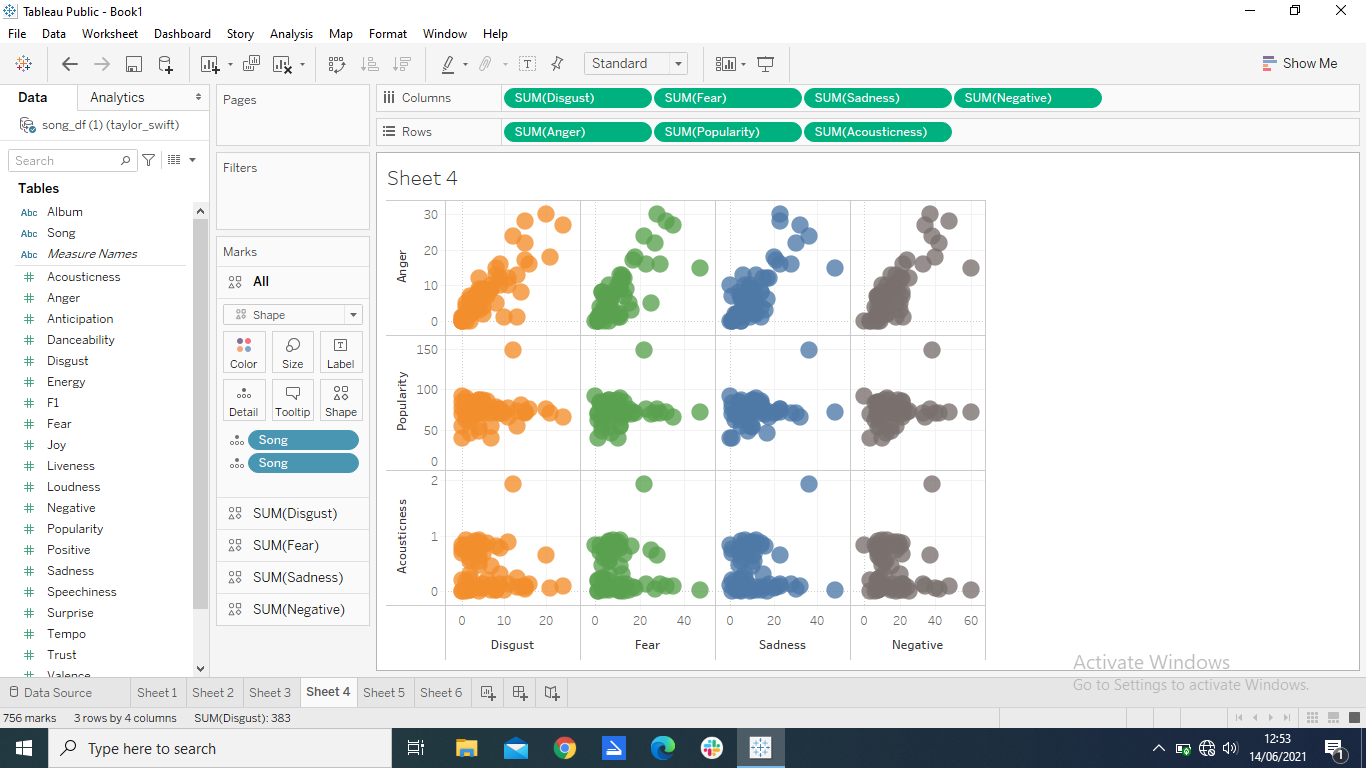 Tableau Public - Book1
File Data Worksheet Dashboard Story Analysis Map Format Window Help
Standard
Show Me
Data Analytics
song_df (1) (taylor_swift)
Search
Tables
Abc Album
Abc Song
Abc Measure Names
Acousticness
Anger
Anticipation
Danceability
Disgust
Energy
F1
Fear
Joy
Liveness
Loudness
Negative
Popularity
Positive
Sadness
Speechiness
Surprise
Tempo
Trust
Valence
Pages
Filters
Marks
All
Shape
Color Size Label
Detail Tooltip Shape
Song
Song
SUM(Disgust)
SUM(Fear)
SUM(Sadness)
SUM(Negative)
Columns SUM(Disgust) SUM(Fear) SUM(Sadness) SUM(Negative)
Rows SUM(Anger) SUM(Popularity) SUM(Acousticness)
Sheet 4
Anger
30
20
10
0
Popularity
150
100
50
0
Acousticness
2
1
0
0 10 20 0 20 40 0 20 40 0 20 40 60
Disgust Fear Sadness Negative
Activate Windows
Go to Settings to activate Windows.
Data Source Sheet 1 Sheet 2 Sheet 3 Sheet 4 Sheet 5 Sheet 6
756 marks 3 rows by 4 columns SUM(Disgust): 383
Type here to search
12:53
14/06/2021
1